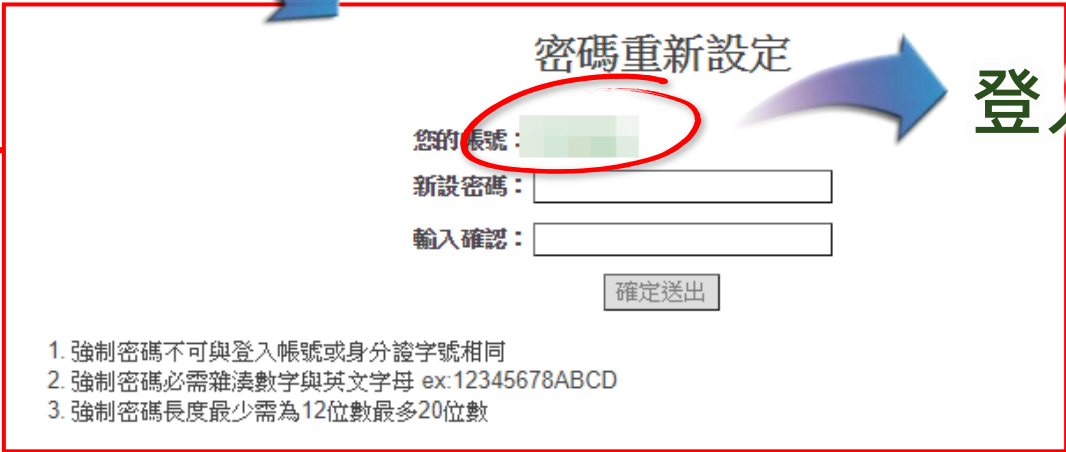 密碼重新設定
登
您的帳號：
新設密碼：
輸入確認：
確定送出
1. 強制密碼不可與登入帳號或身分證字號相同
2. 強制密碼必需雜湊數字與英文字母 ex:12345678ABCD
3. 強制密碼長度最少需為12位數最多20位數